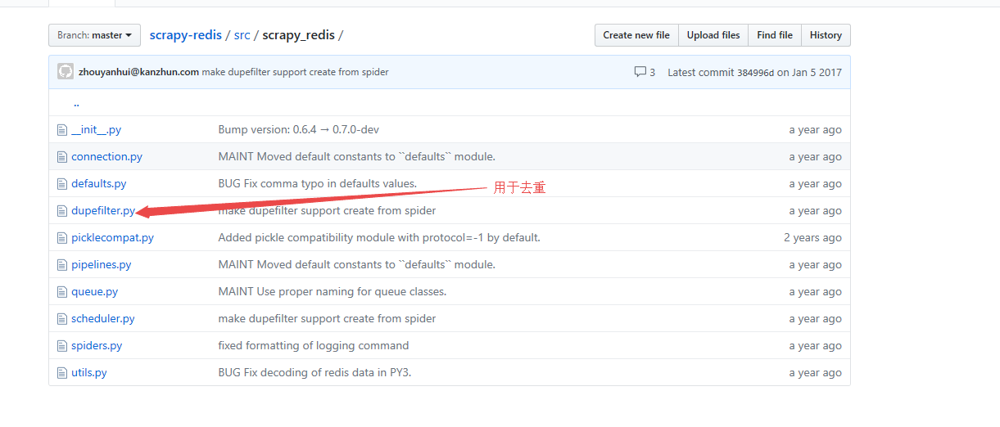 Branch: master scrapy-redis / src / scrapy_redis / Create new file Upload files Find file History
zhouyanhui@kanzhun.com make dupefilter support create from spider 3 Latest commit 384996d on Jan 5 2017
..
__init__.py Bump version: 0.6.4 → 0.7.0-dev a year ago
connection.py MAINT Moved default constants to ``defaults`` module. a year ago
defaults.py BUG Fix comma typo in defaults values. a year ago
用于去重
dupefilter.py make dupefilter support create from spider a year ago
picklecompat.py Added pickle compatibility module with protocol=-1 by default. 2 years ago
pipelines.py MAINT Moved default constants to ``defaults`` module. a year ago
queue.py MAINT Use proper naming for queue classes. a year ago
scheduler.py make dupefilter support create from spider a year ago
spiders.py fixed formatting of logging command a year ago
utils.py BUG Fix decoding of redis data in PY3. a year ago